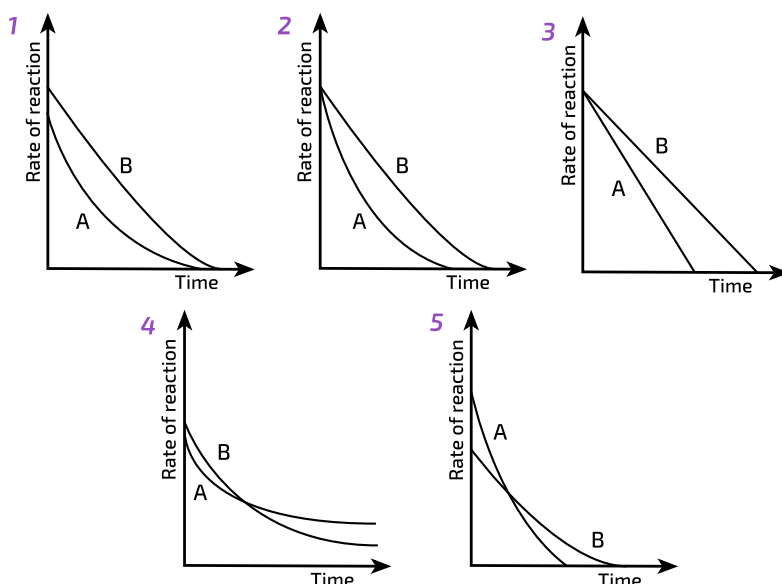 1
Rate of reaction
A
B
Time
2
Rate of reaction
A
B
Time
3
Rate of reaction
A
B
Time
4
Rate of reaction
B
A
Time
5
Rate of reaction
A
B
Time